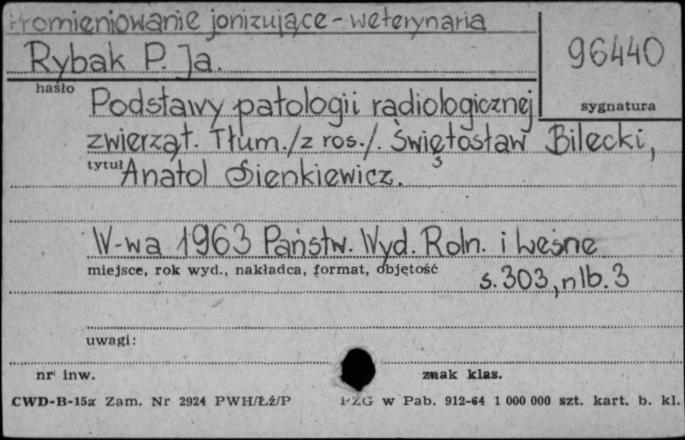 Promieniowanie jonizujące - weterynaria
Rybak P. Ja.
96440
hasło
sygnatura
Podstawy patologii radiologicznej
zwierząt. Tłum./z ros./. Świętosław Bilecki,
tytuł Anatol Sienkiewicz.
W-wa 1963 Państw. Wyd. Roln. i Leśne
miejsce, rok wyd., nakładca, format, objętość
s. 303, nlb. 3
uwagi:
nr inw.
znak klas.
CWD-B-15a Zam. Nr 2924 PWH/Łź/P
PZG w Pab. 912-64 1 000 000 szt. kart. b. kl.